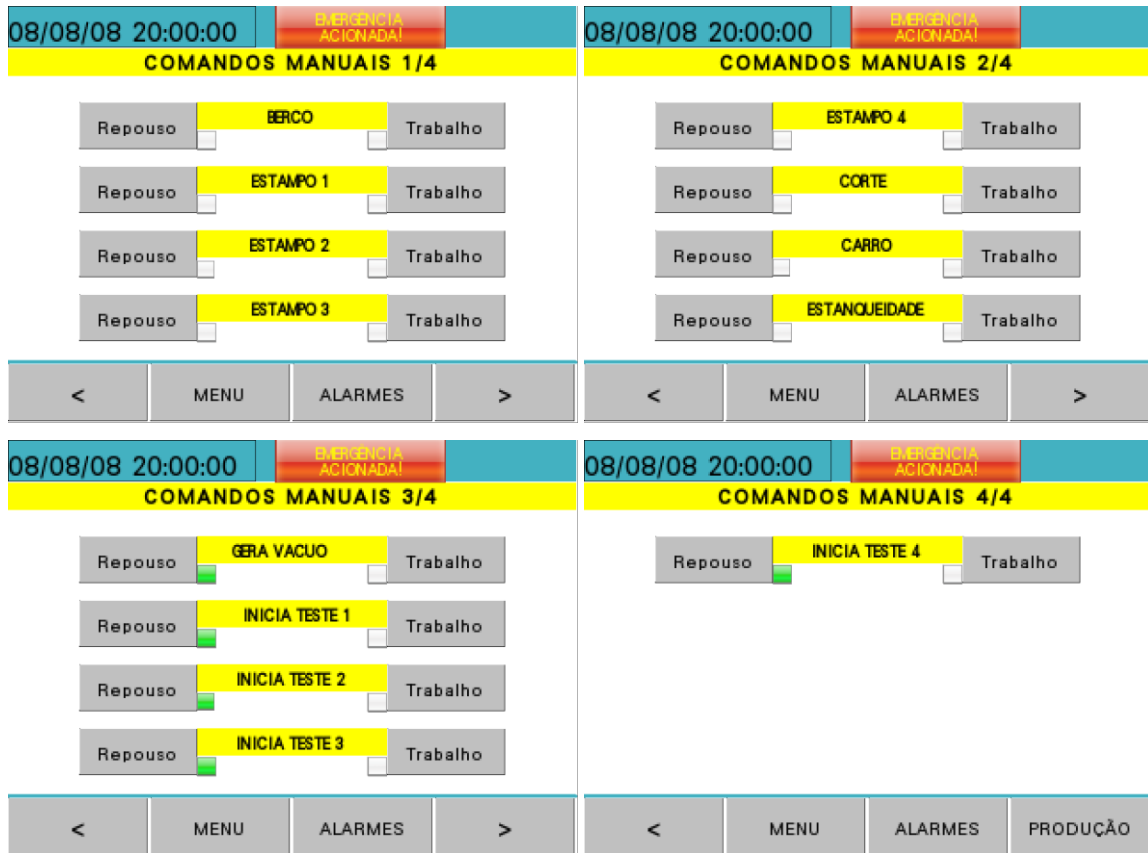 08/08/08 20:00:00
EMERGÊNCIA
ACIONADA!
COMANDOS MANUAIS 1/4
Repouso BERCO Trabalho
Repouso ESTAMPO 1 Trabalho
Repouso ESTAMPO 2 Trabalho
Repouso ESTAMPO 3 Trabalho
< MENU ALARMES >
08/08/08 20:00:00
EMERGÊNCIA
ACIONADA!
COMANDOS MANUAIS 2/4
Repouso ESTAMPO 4 Trabalho
Repouso CORTE Trabalho
Repouso CARRO Trabalho
Repouso ESTANQUEIDADE Trabalho
< MENU ALARMES >
08/08/08 20:00:00
EMERGÊNCIA
ACIONADA!
COMANDOS MANUAIS 3/4
Repouso GERA VACUO Trabalho
Repouso INICIA TESTE 1 Trabalho
Repouso INICIA TESTE 2 Trabalho
Repouso INICIA TESTE 3 Trabalho
< MENU ALARMES >
08/08/08 20:00:00
EMERGÊNCIA
ACIONADA!
COMANDOS MANUAIS 4/4
Repouso INICIA TESTE 4 Trabalho
< MENU ALARMES PRODUÇÃO